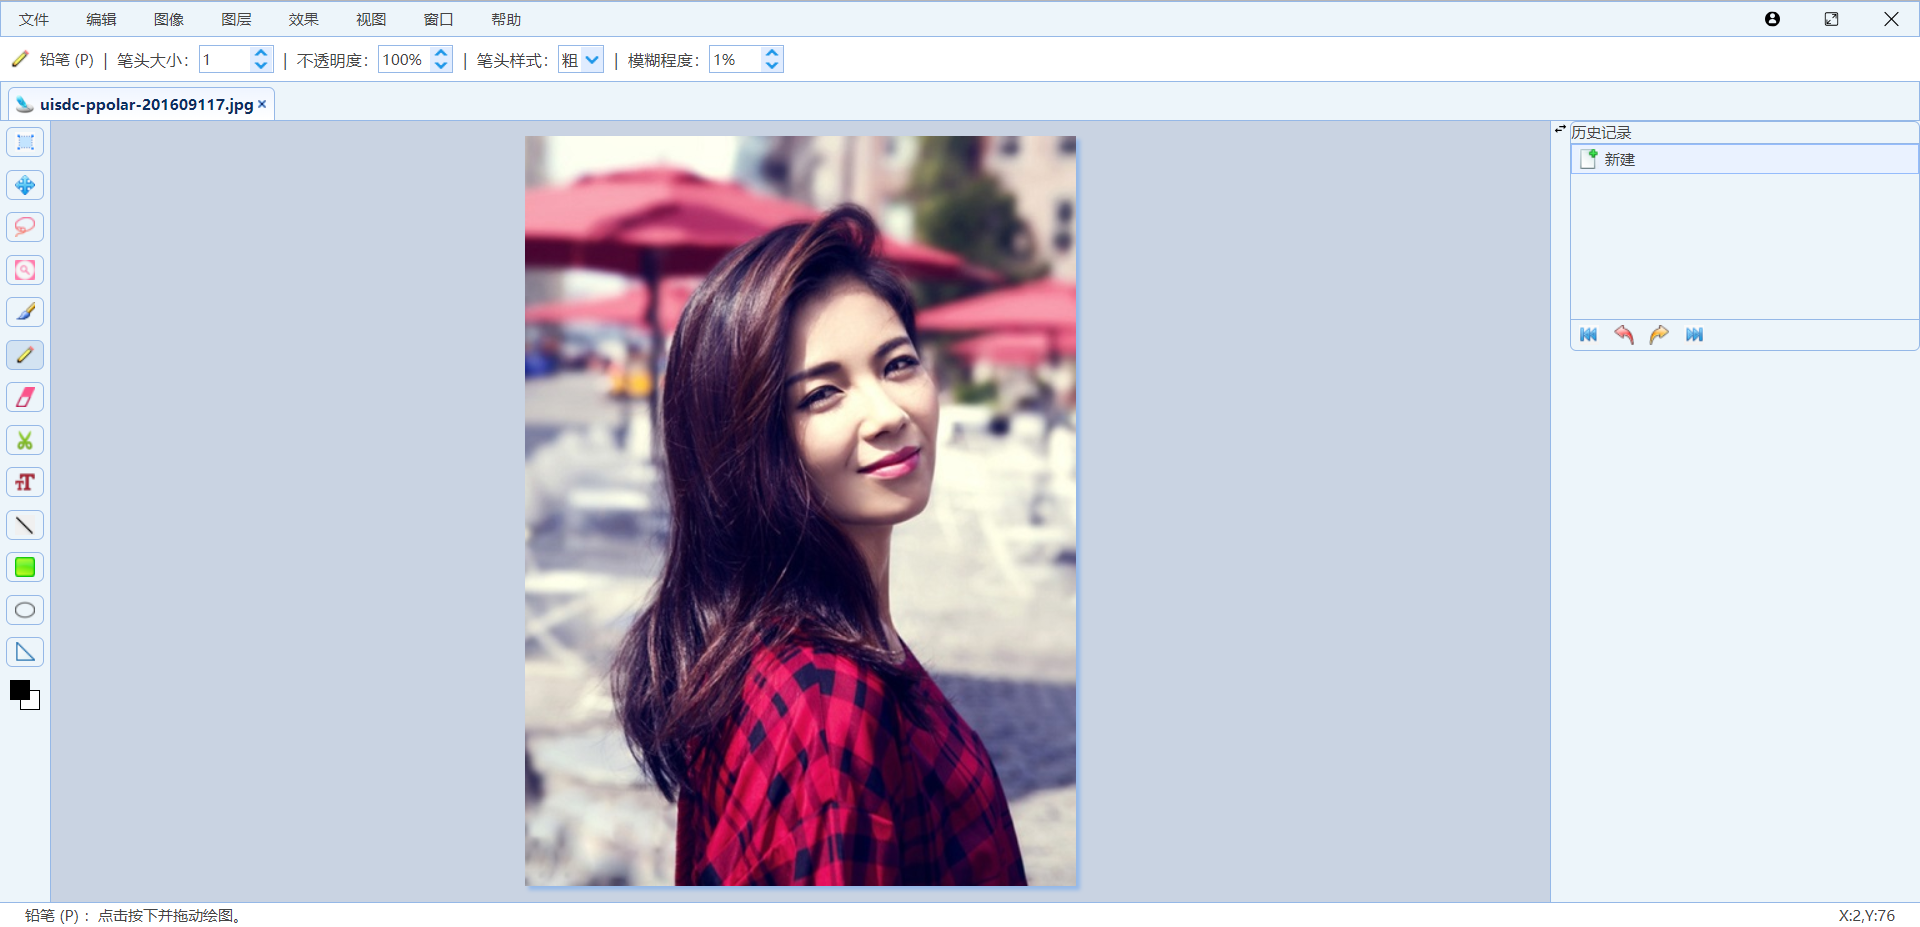 文件 编辑 图像 图层 效果 视图 窗口 帮助
铅笔 (P) | 笔头大小: 1 | 不透明度: 100% | 笔头样式: 粗 | 模糊程度: 1%
uisdc-ppolar-201609117.jpg ×
历史记录
新建
铅笔 (P) : 点击按下并拖动绘图。
X:2,Y:76